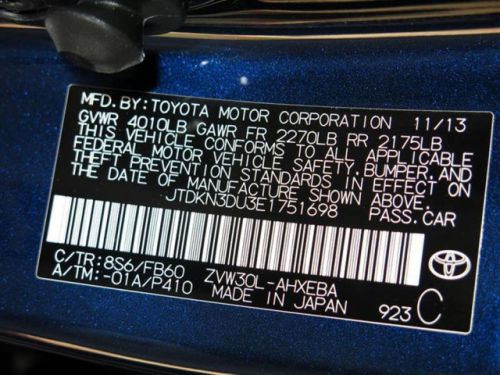 MFD. BY: TOYOTA MOTOR CORPORATION 11/13
GVWR 4010LB GAWR FR 2270LB RR 2175LB
THIS VEHICLE CONFORMS TO ALL APPLICABLE
FEDERAL MOTOR VEHICLE SAFETY, BUMPER, AND
THEFT PREVENTION STANDARDS IN EFFECT ON
THE DATE OF MANUFACTURE SHOWN ABOVE.
JTDKN3DU3E1751698 PASS.CAR
C/TR: 8S6/FB60 ZVW30L-AHXEBA
A/TM: -01A/P410 MADE IN JAPAN 923 C